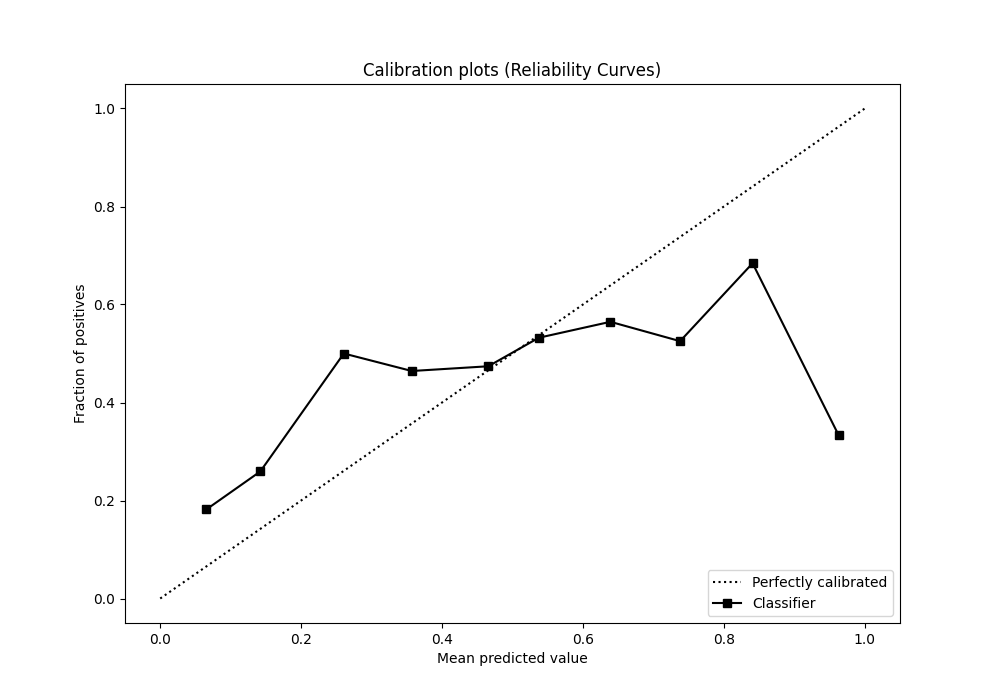 Calibration plots (Reliability Curves)
1.0
0.8
0.6
0.4
0.2
0.0
Fraction of positives
0.0 0.2 0.4 0.6 0.8 1.0
Mean predicted value
Perfectly calibrated
Classifier